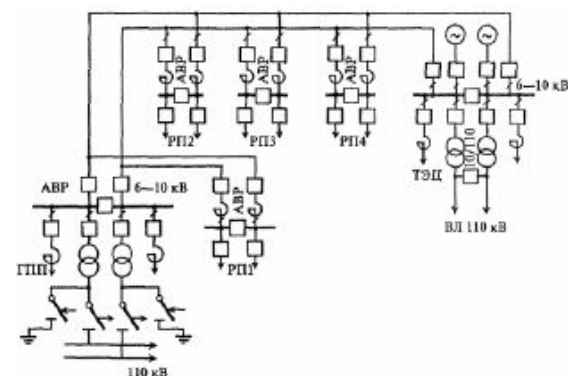 АВР
АВР
АВР
6—10 кВ
РП2
РП3
РП4
10/110
ТЭЦ
АВР
6—10 кВ
АВР
ВЛ 110 кВ
ГПП
РП1
110 кВ